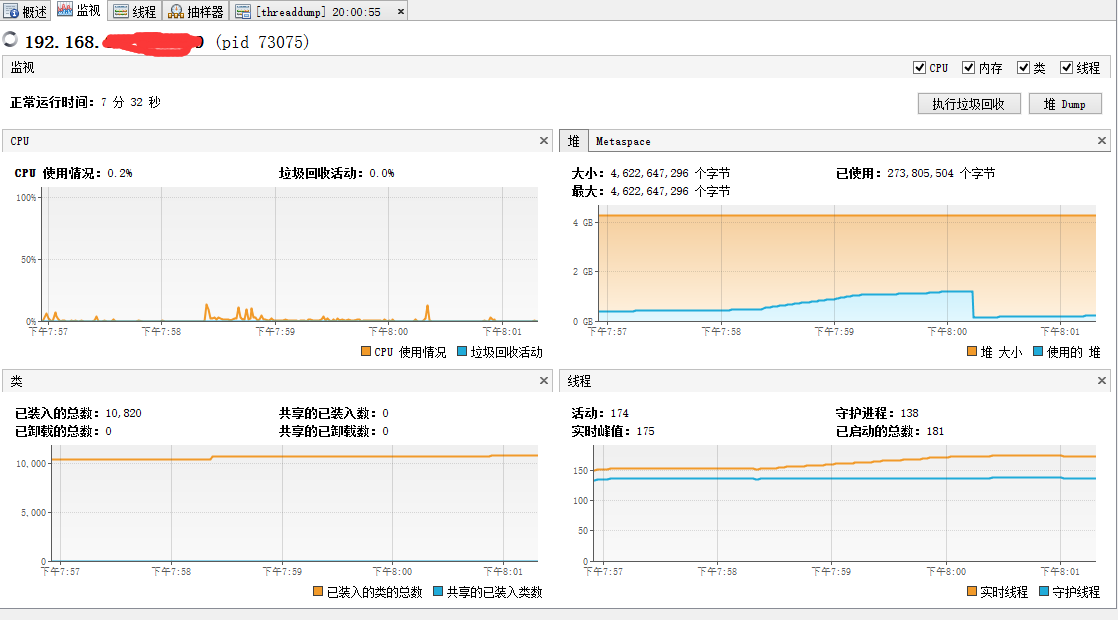 概述 监视 线程 抽样器 [threaddump] 20:00:55
192.168. (pid 73075)
监视 CPU 内存 类 线程
正常运行时间: 7 分 32 秒 执行垃圾回收 堆 Dump
CPU
CPU 使用情况: 0.2% 垃圾回收活动: 0.0%
100%
50%
0%
下午7:57 下午7:58 下午7:59 下午8:00 下午8:01
CPU 使用情况 垃圾回收活动
堆 Metaspace
大小: 4,622,647,296 个字节 已使用: 273,805,504 个字节
最大: 4,622,647,296 个字节
4 GB
2 GB
0 GB
下午7:57 下午7:58 下午7:59 下午8:00 下午8:01
堆 大小 使用的 堆
类
已装入的总数: 10,820 共享的已装入数: 0
已卸载的总数: 0 共享的已卸载数: 0
10,000
5,000
0
下午7:57 下午7:58 下午7:59 下午8:00 下午8:01
已装入的类的总数 共享的已装入类数
线程
活动: 174 守护进程: 138
实时峰值: 175 已启动的总数: 181
150
100
50
0
下午7:57 下午7:58 下午7:59 下午8:00 下午8:01
实时线程 守护线程